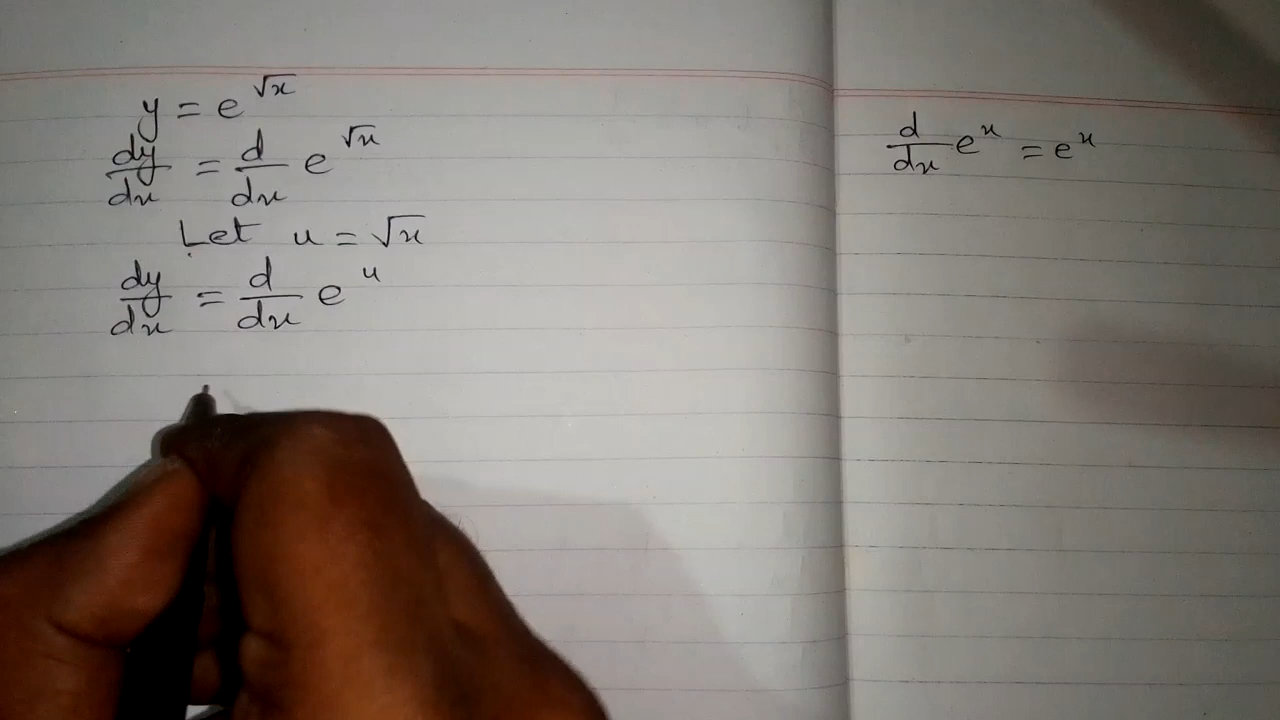 y = e^√x
dy/dx = d/dx e^√x
Let u = √x
dy/dx = d/dx e^u
d/dx e^x = e^x